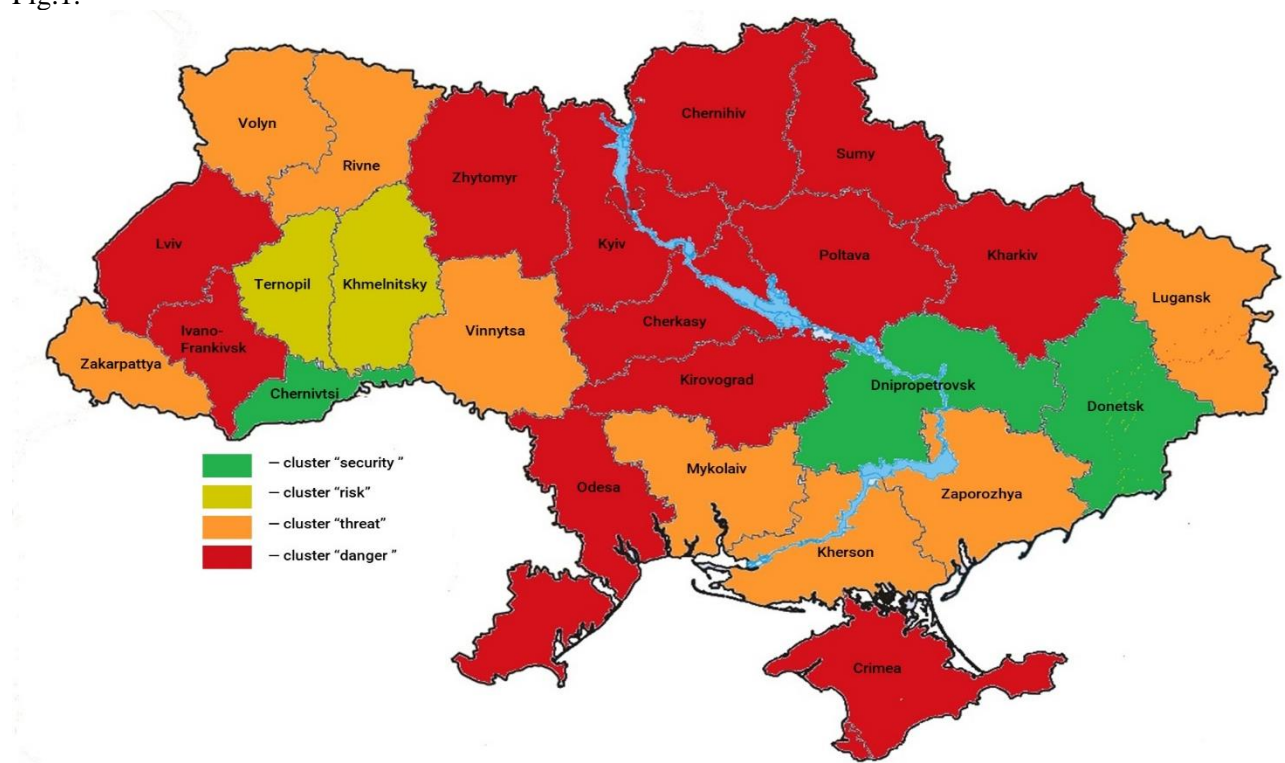 Fig.1.
Chernihiv
Volyn
Sumy
Rivne
Zhytomyr
Lviv
Kyiv
Poltava
Kharkiv
Ternopil
Khmelnitsky
Lugansk
Cherkasy
Vinnytsa
Ivano-
Frankivsk
Zakarpattya
Kirovograd
Dnipropetrovsk
Chernivtsi
Donetsk
– cluster "security "
Mykolaiv
Odesa
Zaporozhya
– cluster “risk”
– cluster “threat”
Kherson
– cluster “danger ”
Crimea